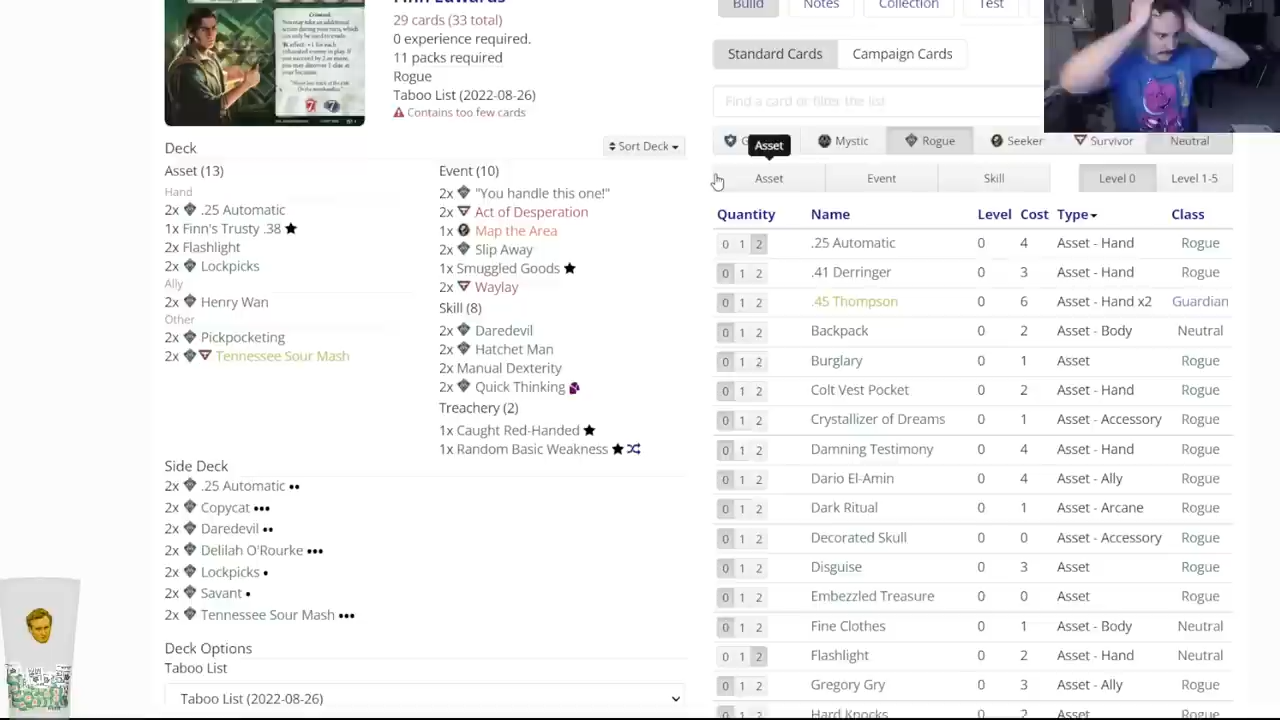 Finn Edwards
29 cards (33 total)
0 experience required.
11 packs required
Rogue
Taboo List (2022-08-26)
Contains too few cards
Deck
Sort Deck
Asset (13)
Hand
2x .25 Automatic
1x Finn's Trusty .38
2x Flashlight
2x Lockpicks
Ally
2x Henry Wan
Other
2x Pickpocketing
2x Tennessee Sour Mash
Event (10)
2x "You handle this one!"
2x Act of Desperation
1x Map the Area
2x Slip Away
1x Smuggled Goods
2x Waylay
Skill (8)
2x Daredevil
2x Hatchet Man
2x Manual Dexterity
2x Quick Thinking
Treachery (2)
1x Caught Red-Handed
1x Random Basic Weakness
Side Deck
2x .25 Automatic
2x Copycat
2x Daredevil
2x Delilah O'Rourke
2x Lockpicks
2x Savant
2x Tennessee Sour Mash
Deck Options
Taboo List
Taboo List (2022-08-26)
Build Notes Collection Test
Campaign Cards
Find a card or filter the list
Mystic Rogue Seeker Survivor Neutral
Asset
Asset Event Skill Level 0 Level 1-5
Quantity Name Level Cost Type Class
0 1 2 .25 Automatic 0 4 Asset - Hand Rogue
0 1 2 .41 Derringer 0 3 Asset - Hand Rogue
0 1 2 .45 Thompson 0 6 Asset - Hand x2 Guardian
0 1 2 Backpack 0 2 Asset - Body Neutral
0 1 2 Burglary 0 1 Asset Rogue
0 1 2 Colt Vest Pocket 0 2 Asset - Hand Rogue
0 1 2 Crystallizer of Dreams 0 1 Asset - Accessory Rogue
0 1 2 Damning Testimony 0 3 Asset - Hand Rogue
0 1 2 Dario El-Amin 0 4 Asset - Ally Rogue
0 1 2 Dark Ritual 0 1 Asset - Arcane Rogue
0 1 2 Decorated Skull 0 0 Asset - Accessory Rogue
0 1 2 Disguise 0 3 Asset Rogue
0 1 2 Embezzled Treasure 0 0 Asset Rogue
0 1 2 Fine Clothes 0 1 Asset - Body Neutral
0 1 2 Flashlight 0 2 Asset - Hand Neutral
0 1 2 Gregory Gry 0 3 Asset - Ally Rogue
Hard Knocks 0 2 Asset Rogue